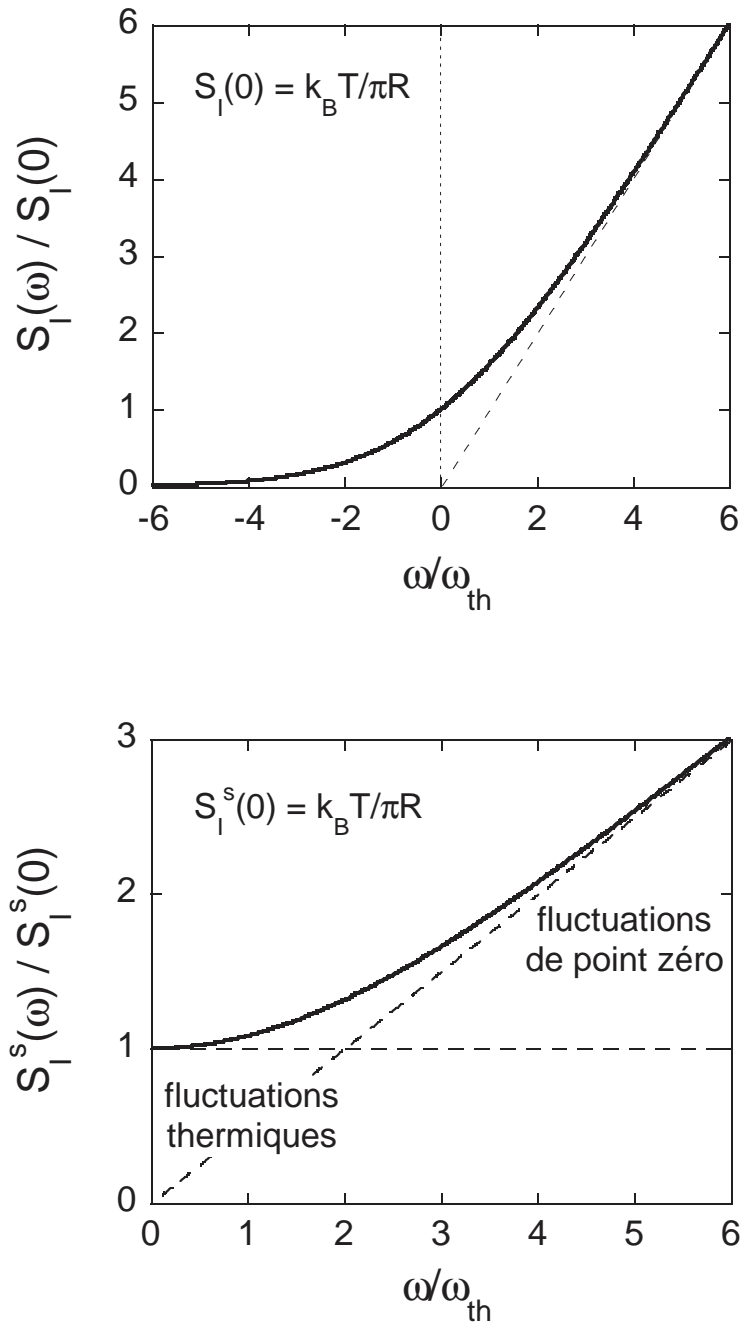 6
S_I(0) = k_BT/πR
5
4
3
2
1
0
S_I(ω) / S_I(0)
-6 -4 -2 0 2 4 6
ω/ω_th
3
S_I^s(0) = k_BT/πR
2
fluctuations
de point zéro
1
fluctuations
thermiques
0
S_I^s(ω) / S_I^s(0)
0 1 2 3 4 5 6
ω/ω_th